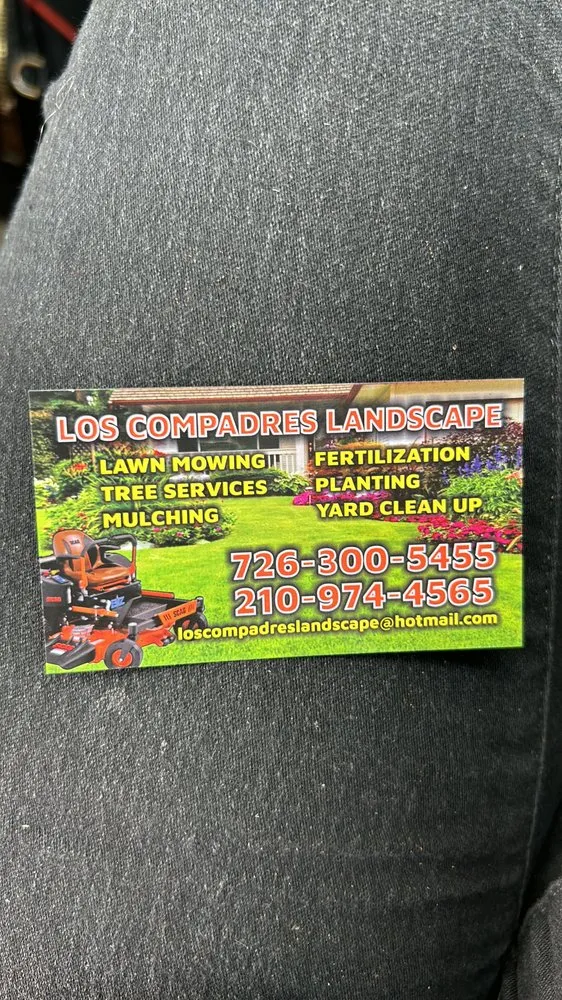 LOS COMPADRES LANDSCAPE
LAWN MOWING
TREE SERVICES
MULCHING
FERTILIZATION
PLANTING
YARD CLEAN UP
726-300-5455
210-974-4565
loscompadreslandscape@hotmail.com
SCAG